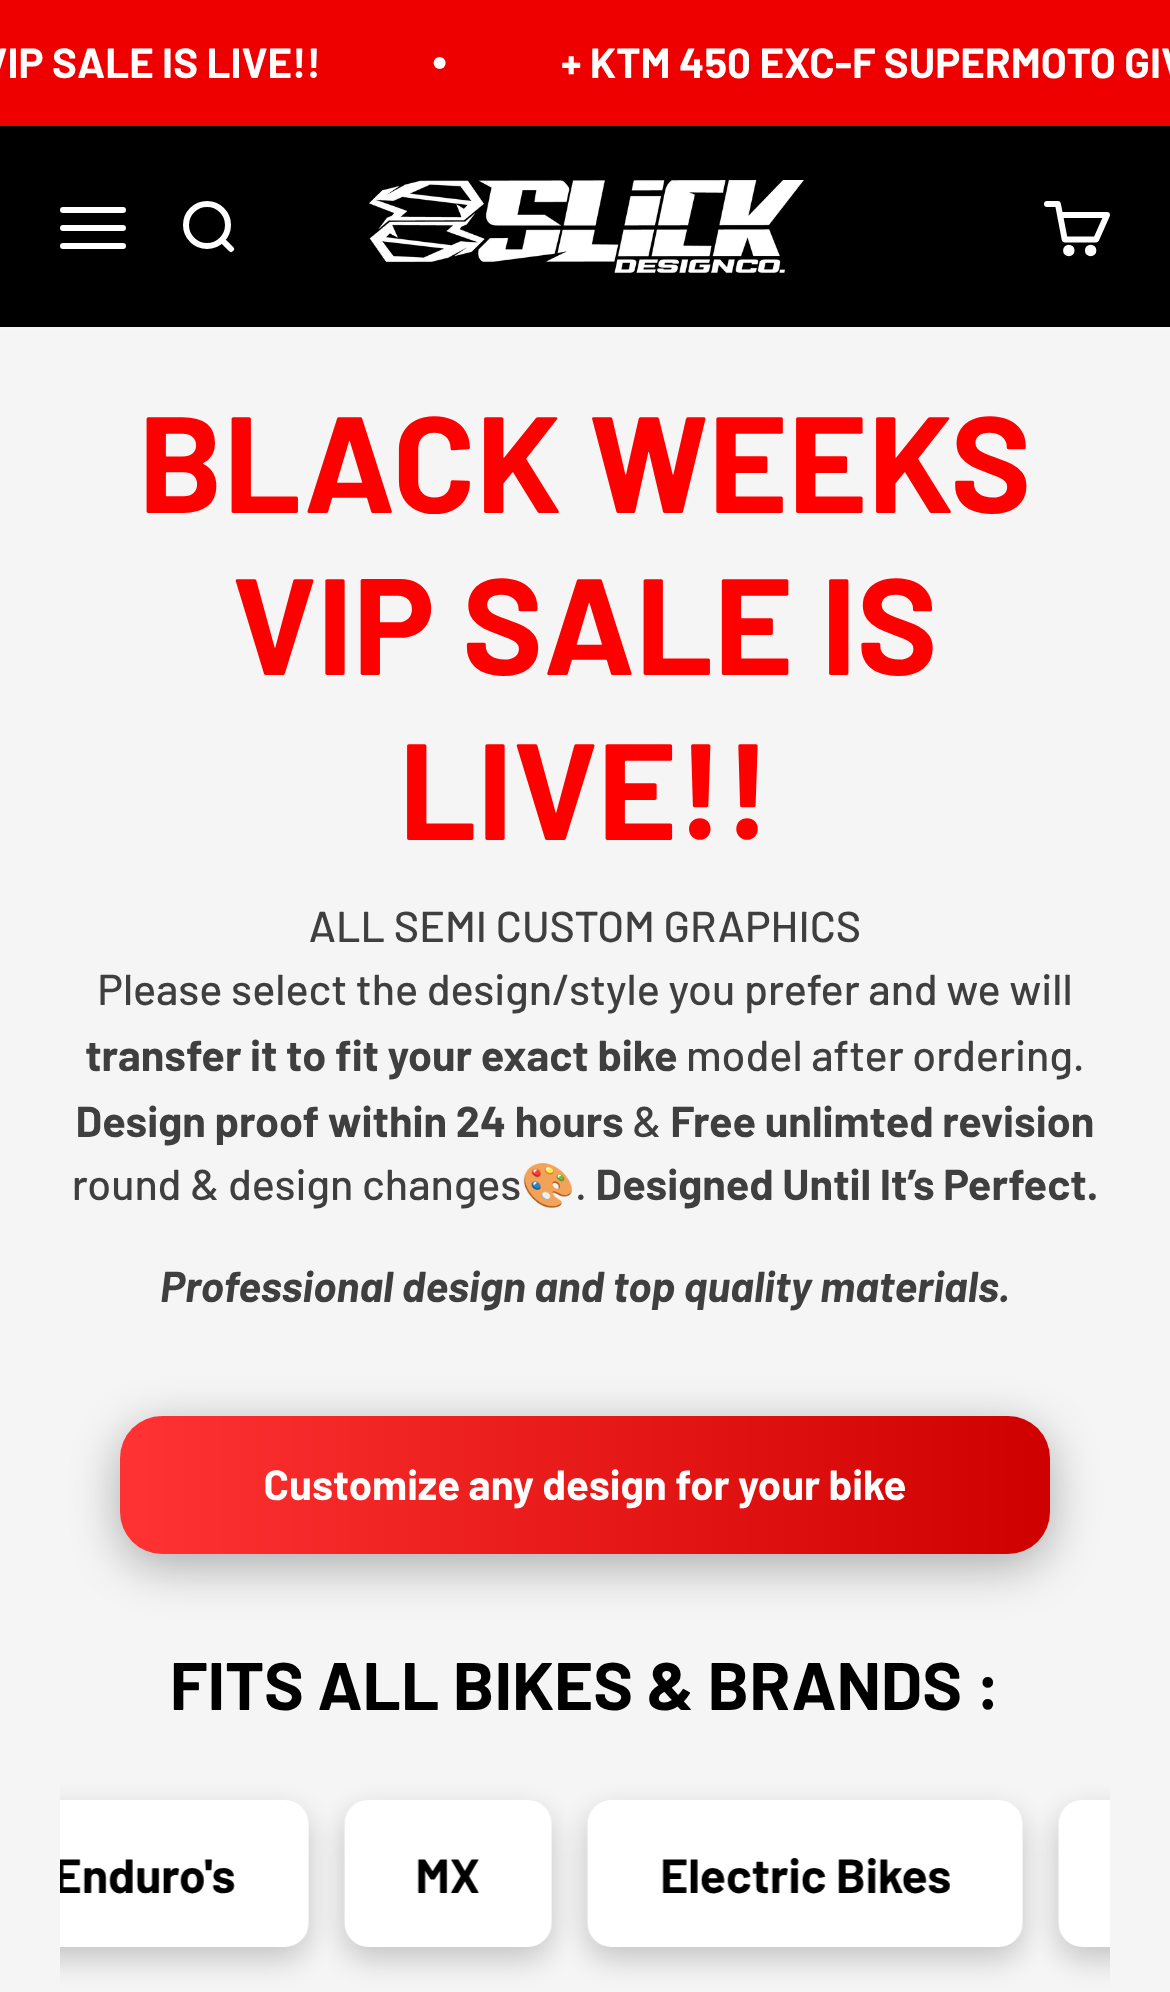 VIP SALE IS LIVE!! • + KTM 450 EXC-F SUPERMOTO
SLiCK
DESIGNCO.
BLACK WEEKS
VIP SALE IS
LIVE!!
ALL SEMI CUSTOM GRAPHICS
Please select the design/style you prefer and we will
transfer it to fit your exact bike model after ordering.
Design proof within 24 hours & Free unlimted revision
round & design changes🎨. Designed Until It’s Perfect.
Professional design and top quality materials.
Customize any design for your bike
FITS ALL BIKES & BRANDS :
Enduro's
MX
Electric Bikes